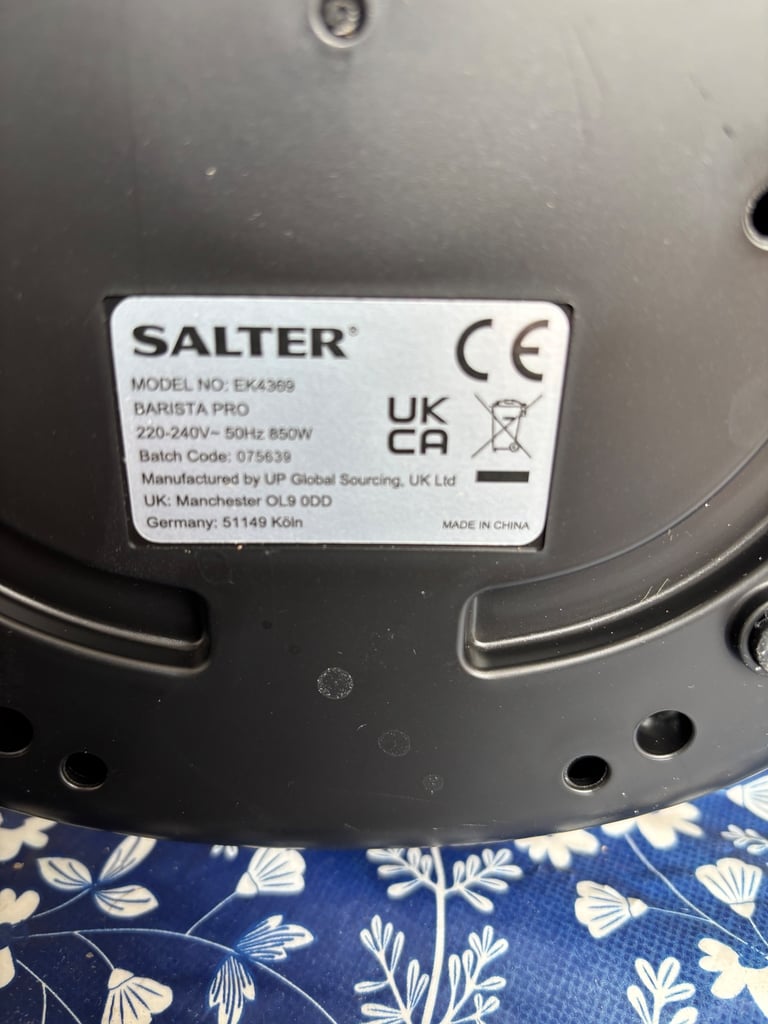 SALTER®
CE
MODEL NO: EK4369
BARISTA PRO
UK
CA
220-240V~ 50Hz 850W
Batch Code: 075639
Manufactured by UP Global Sourcing, UK Ltd
UK: Manchester OL9 0DD
Germany: 51149 Köln
MADE IN CHINA